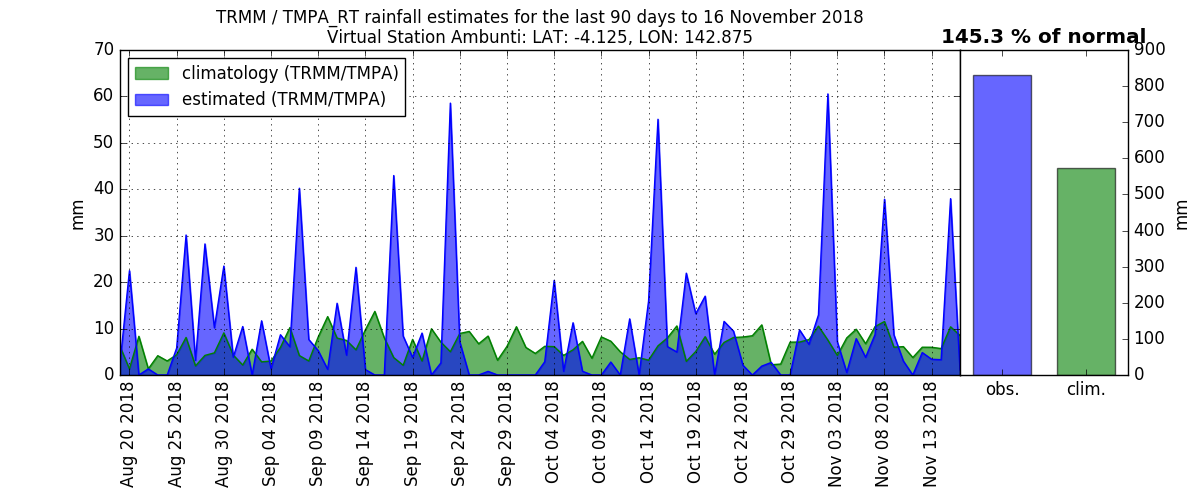 TRMM / TMPA_RT rainfall estimates for the last 90 days to 16 November 2018
Virtual Station Ambunti: LAT: -4.125, LON: 142.875
145.3 % of normal
climatology (TRMM/TMPA)
estimated (TRMM/TMPA)
70
60
50
40
30
20
10
0
mm
Aug 20 2018
Aug 25 2018
Aug 30 2018
Sep 04 2018
Sep 09 2018
Sep 14 2018
Sep 19 2018
Sep 24 2018
Sep 29 2018
Oct 04 2018
Oct 09 2018
Oct 14 2018
Oct 19 2018
Oct 24 2018
Oct 29 2018
Nov 03 2018
Nov 08 2018
Nov 13 2018
obs.
clim.
900
800
700
600
500
400
300
200
100
0
mm